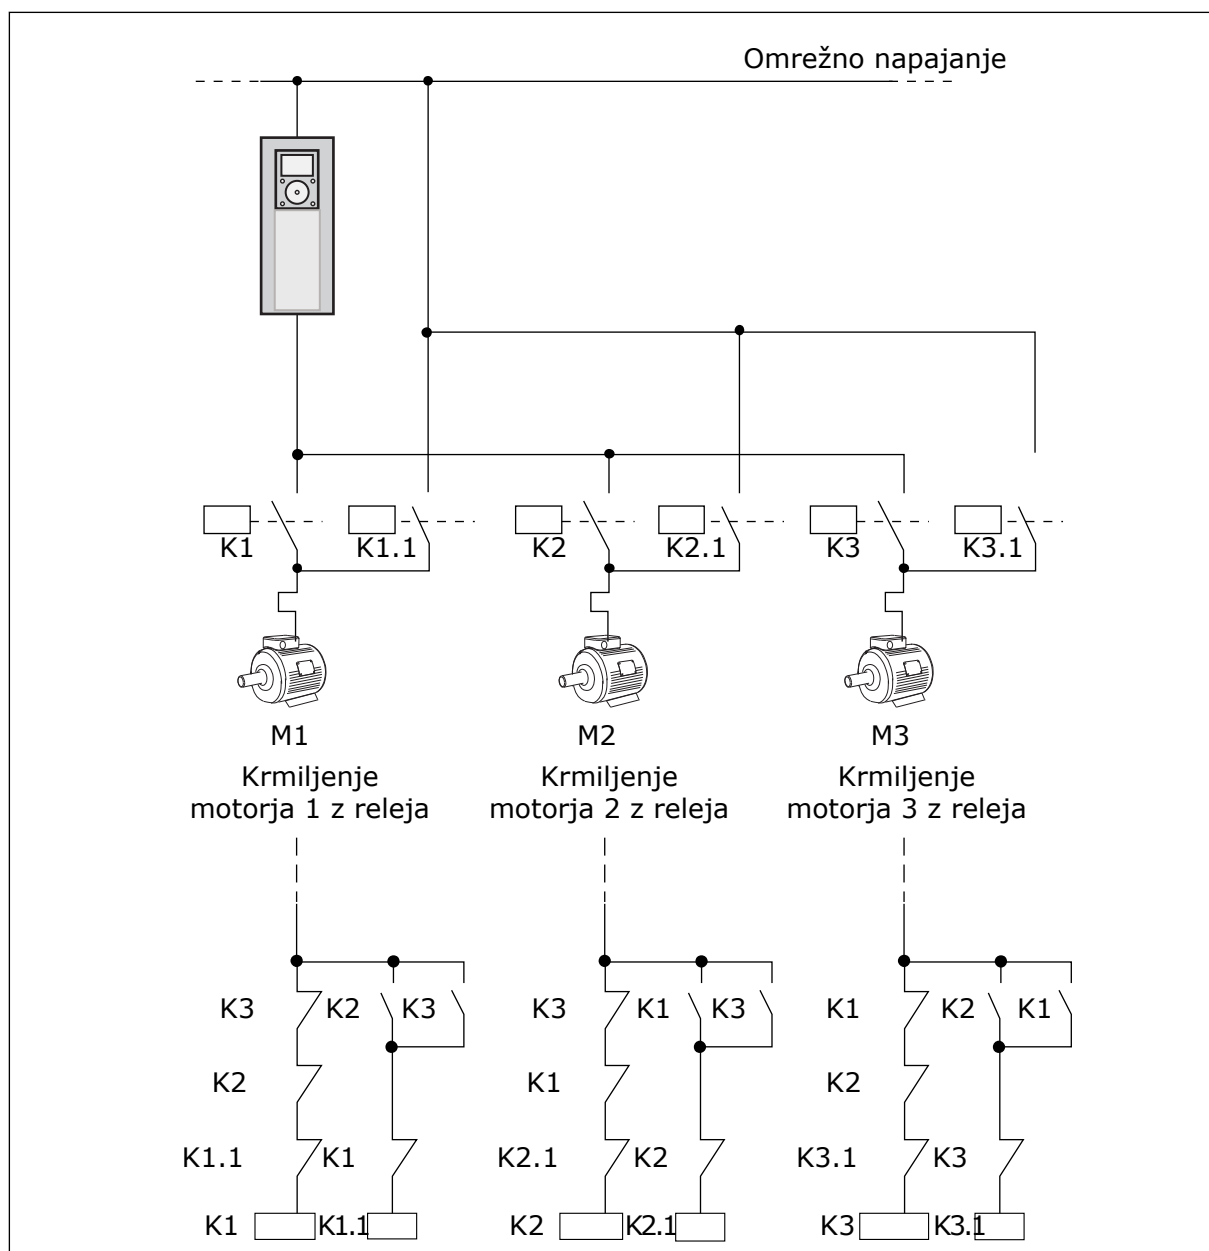 Omrežno napajanje
K1 K1.1 K2 K2.1 K3 K3.1
M1 M2 M3
Krmiljenje motorja 1 z releja
Krmiljenje motorja 2 z releja
Krmiljenje motorja 3 z releja
K3 K2 K3 K3 K1 K3 K1 K2 K1
K2 K1 K2
K1.1 K1 K2.1 K2 K3.1 K3
K1 K1.1 K2 K2.1 K3 K3.1